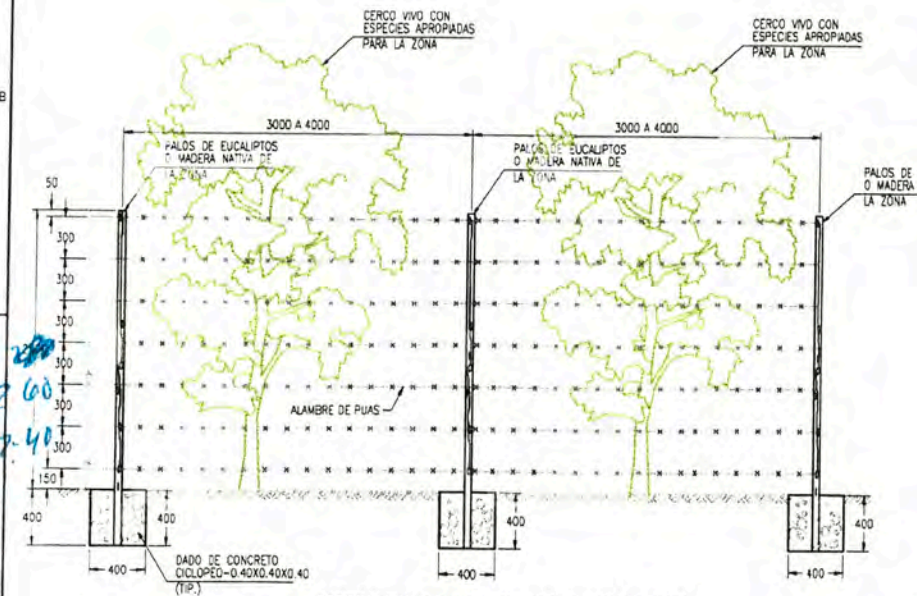 CERCO VIVO CON
ESPECIES APROPIADAS
PARA LA ZONA
CERCO VIVO CON
ESPECIES APROPIADAS
PARA LA ZONA
B
3000 A 4000
3000 A 4000
PALOS DE EUCALIPTOS
O MADERA NATIVA DE
LA ZONA
PALOS DE EUCALIPTOS
O MADERA NATIVA DE
LA ZONA
PALOS DE
O MADERA
LA ZONA
50
300
300
300
300
300
300
150
60
40
ALAMBRE DE PUAS
400
400
400
400
400
400
400
DADO DE CONCRETO
CICLOPEO-0.40X0.40X0.40
(TIP.)